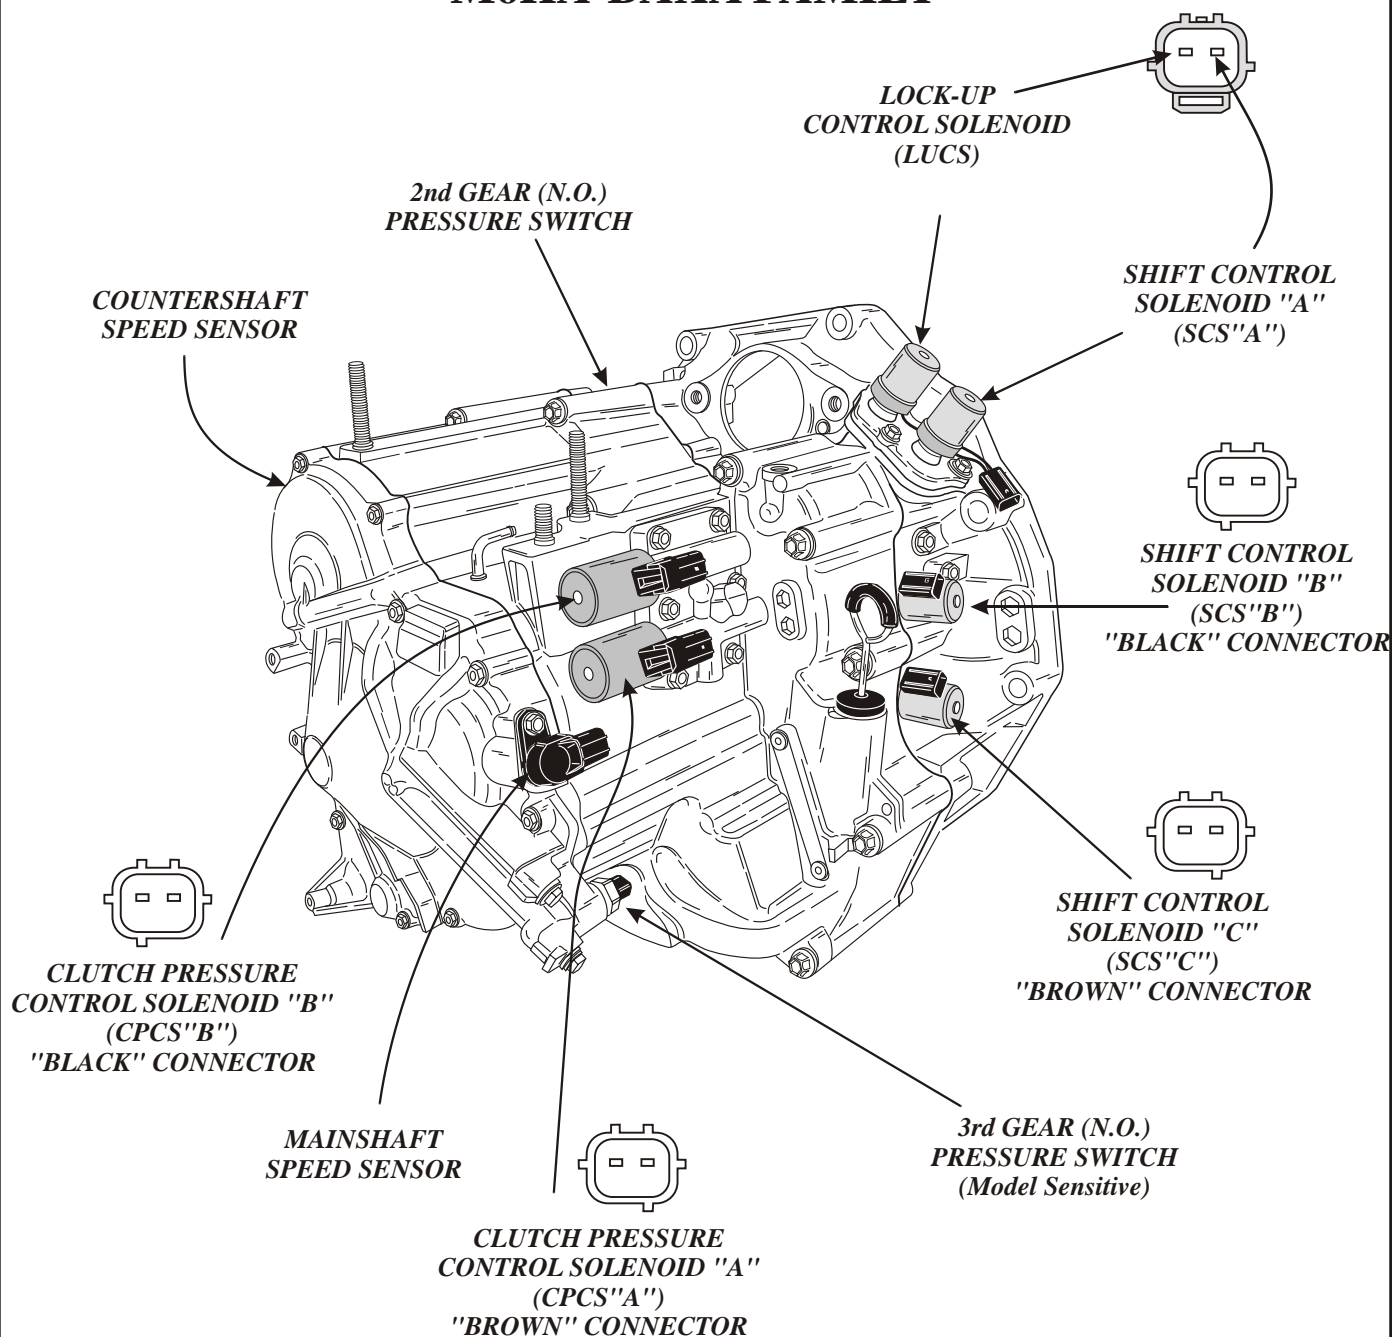 LOCK-UP
CONTROL SOLENOID
(LUCS)
2nd GEAR (N.O.)
PRESSURE SWITCH
COUNTERSHAFT
SPEED SENSOR
SHIFT CONTROL
SOLENOID "A"
(SCS"A")
SHIFT CONTROL
SOLENOID "B"
(SCS"B")
"BLACK" CONNECTOR
SHIFT CONTROL
SOLENOID "C"
(SCS"C")
"BROWN" CONNECTOR
CLUTCH PRESSURE
CONTROL SOLENOID "B"
(CPCS"B")
"BLACK" CONNECTOR
MAINSHAFT
SPEED SENSOR
3rd GEAR (N.O.)
PRESSURE SWITCH
(Model Sensitive)
CLUTCH PRESSURE
CONTROL SOLENOID "A"
(CPCS"A")
"BROWN" CONNECTOR